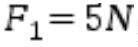 F₁ = 5N